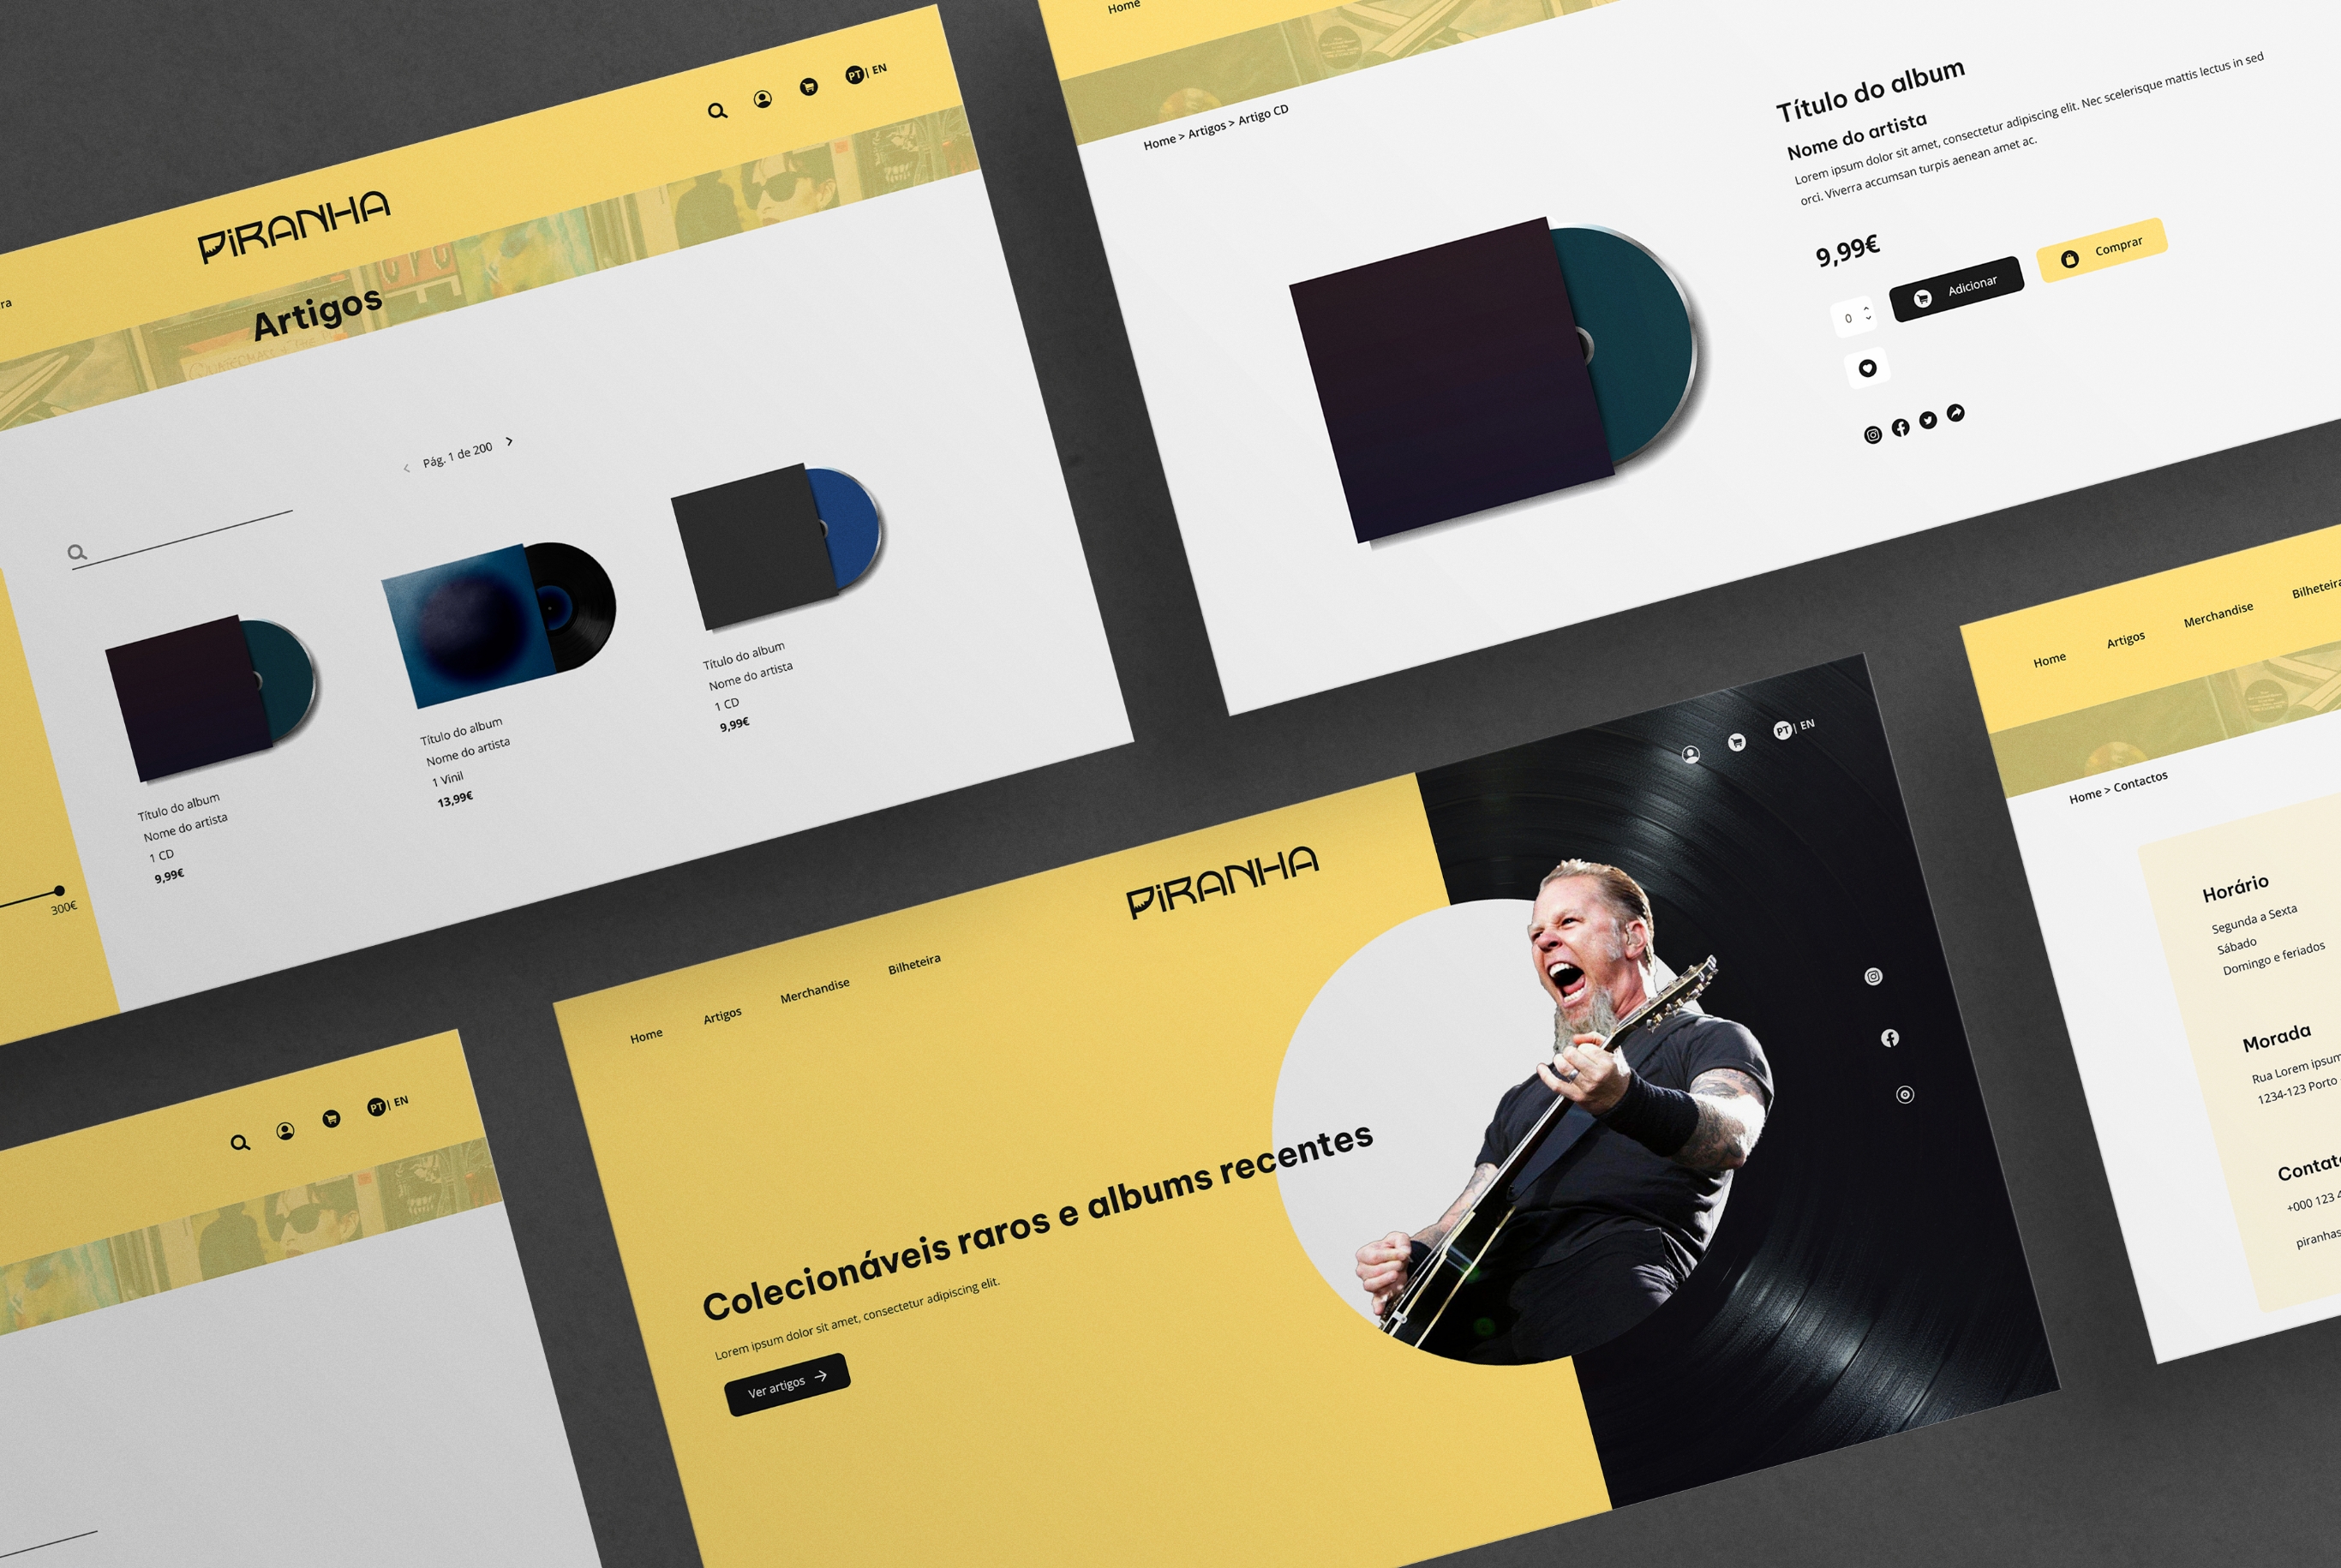 PT | EN
PiRANHA
ra
Artigos
Pág. 1 de 200
Título do album
Nome do artista
1 CD
9,99€
Título do album
Nome do artista
1 Vinil
13,99€
Título do album
Nome do artista
1 CD
9,99€
300€
Home
Home > Artigos > Artigo CD
Título do album
Nome do artista
Lorem ipsum dolor sit amet, consectetur adipiscing elit. Nec scelerisque mattis lectus in sed
orci. Viverra accumsan turpis aenean amet ac.
9,99€
0
Adicionar
Comprar
PT | EN
PT | EN
PiRANHA
Home
Artigos
Merchandise
Bilheteira
Colecionáveis raros e albums recentes
Lorem ipsum dolor sit amet, consectetur adipiscing elit.
Ver artigos
Home
Artigos
Merchandise
Bilheteira
Home > Contactos
Horário
Segunda a Sexta
Sábado
Domingo e feriados
Morada
Rua Lorem ipsum
1234-123 Porto
Contat
+000 123 4
piranhas